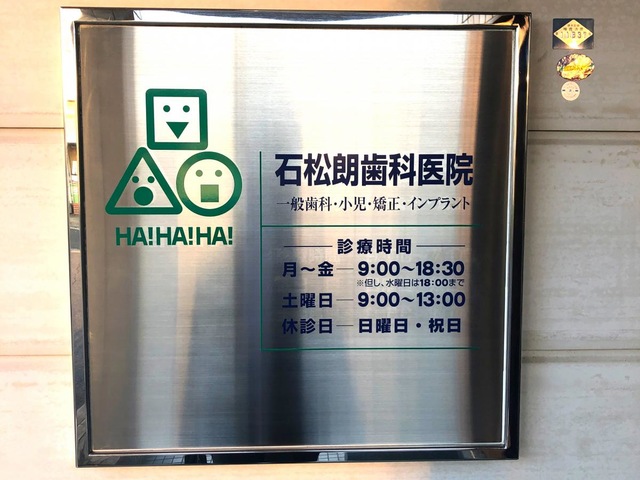 HA!HA!HA!
石松朗歯科医院
一般歯科・小児・矯正・インプラント
診療時間
月～金―9:00～18:30
※但し、水曜日は18:00まで
土曜日―9:00～13:00
休診日―日曜日・祝日